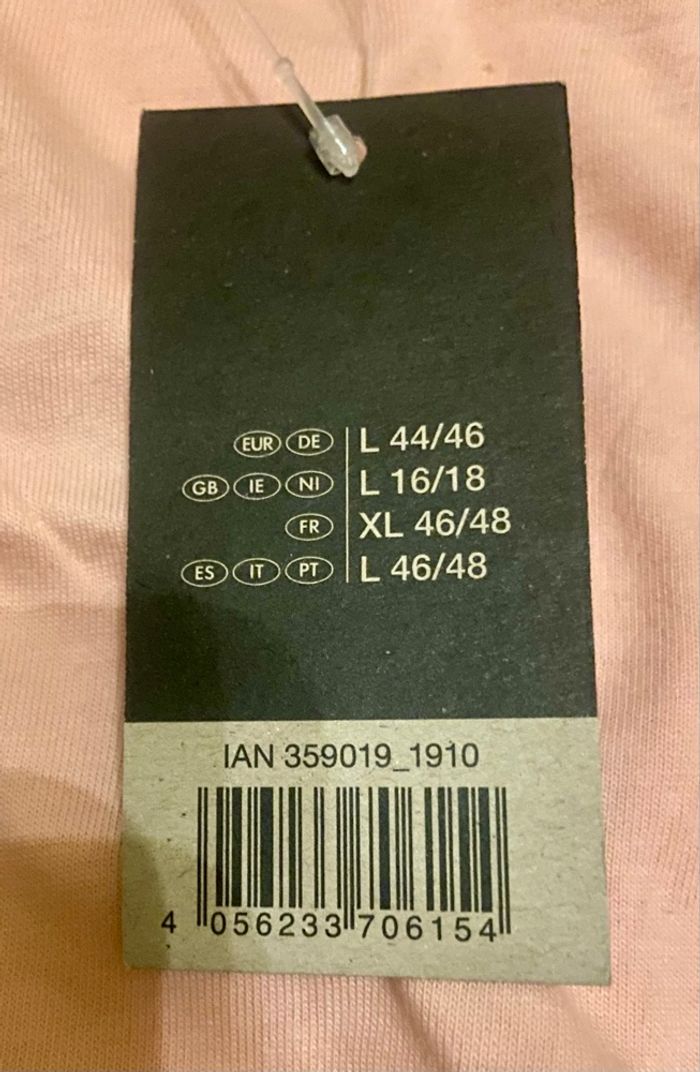 EUR DE L 44/46
GB IE NI L 16/18
FR XL 46/48
ES IT PT L 46/48
IAN 359019_1910
4 056233 706154